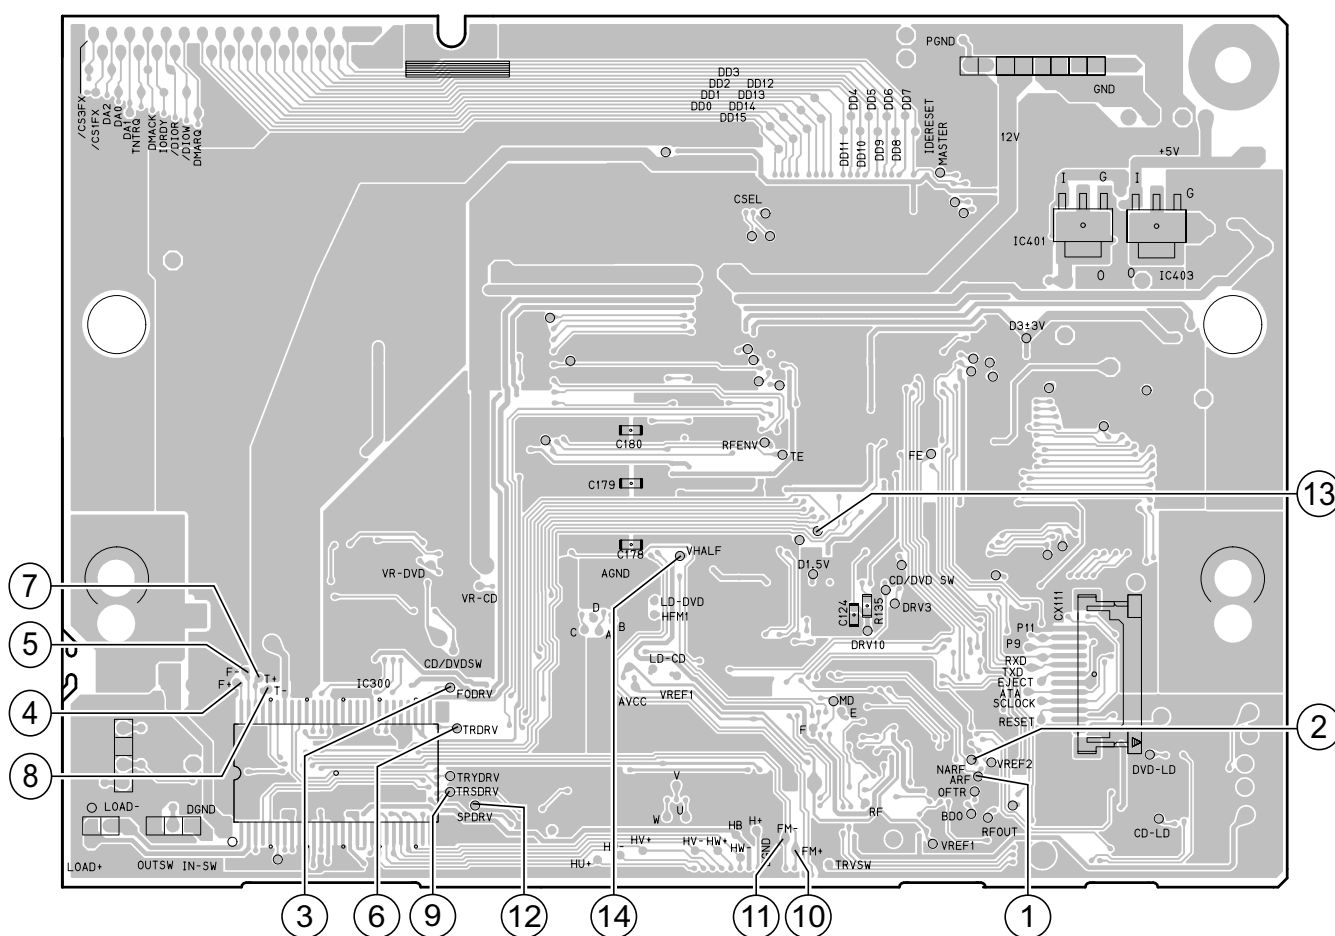 PGND
GND
/CS3FX
/CS1FX
DA2
DA0
DA1
TNTRQ
DMACK
IORDY
/DIOR
/DIOW
DMARQ
DD3
DD2 DD12
DD1 DD13
DD0 DD14
DD15
DD4
DD5
DD6
DD7
DD11
DD10
DD9
DD8
IDERESET
MASTER
12V
+5V
I G I G
IC401
O O
IC403
CSEL
D3±3V
C180
RFENV
TE
FE
C179
13
C178
VHALF
AGND
D1.5V
VR-DVD
VR-CD
CD/DVD SW
DRV3
C124
R135
DRV10
CX111
D
C B
A
LD-DVD
HFM1
LD-CD
VREF1
AVCC
P11
P9
RXD
TXD
EJECT
ATA
SCLOCK
RESET
7
5
4
8
F-
F+
T+
T-
IC300
CD/DVDSW
FODRV
TRDRV
TRYDRV
TRSDRV
SPDRV
MD
E
F
2
NARF
VREF2
ARF
OFTR
BDO
RFOUT
RF
VREF1
DVD-LD
CD-LD
LOAD-
DGND
LOAD+
OUTSW
IN-SW
V
W U
HB
H+
HV+
HV-
HW+
HW-
HU+
FM-
FM+
TRVSW
3
6
9
12
14
11
10
1